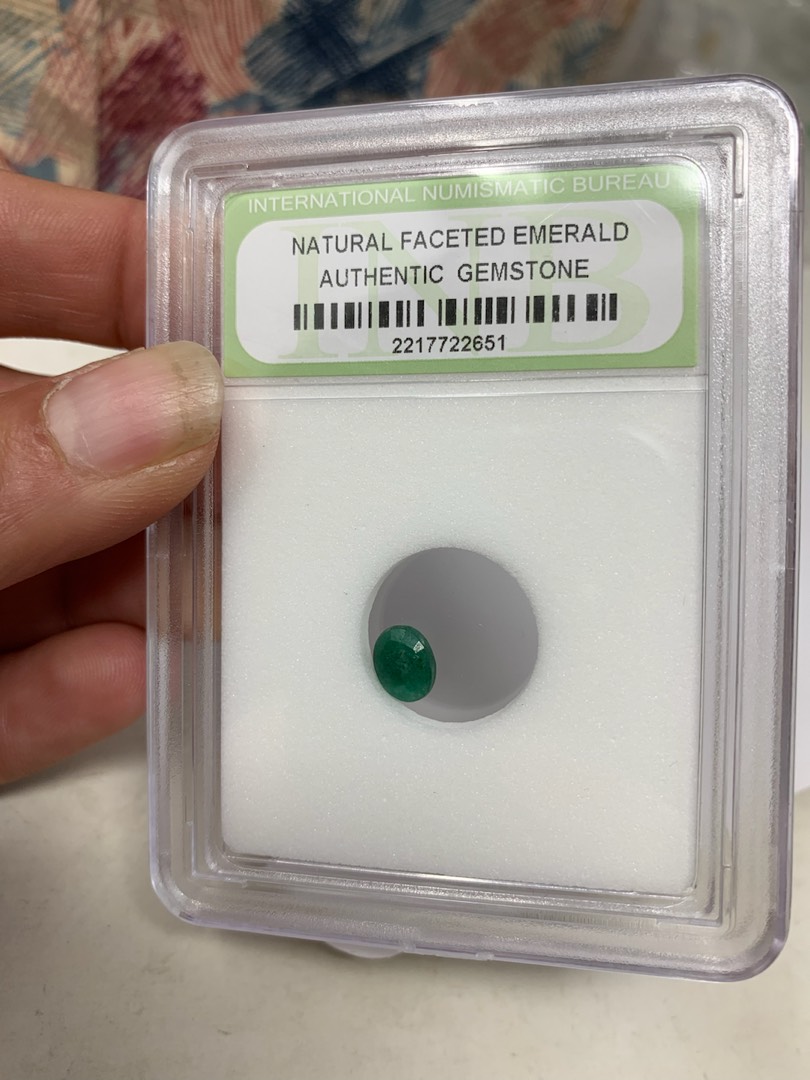 INTERNATIONAL NUMISMATIC BUREAU
INB
NATURAL FACETED EMERALD
AUTHENTIC GEMSTONE
2217722651